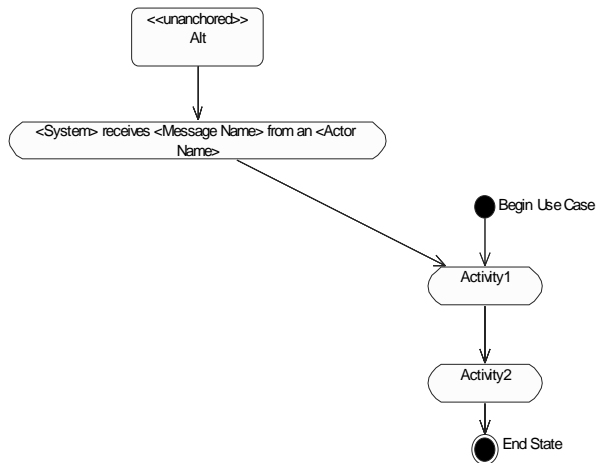 <<unanchored>>
Alt
<System> receives <Message Name> from an <Actor
Name>
Begin Use Case
Activity1
Activity2
End State